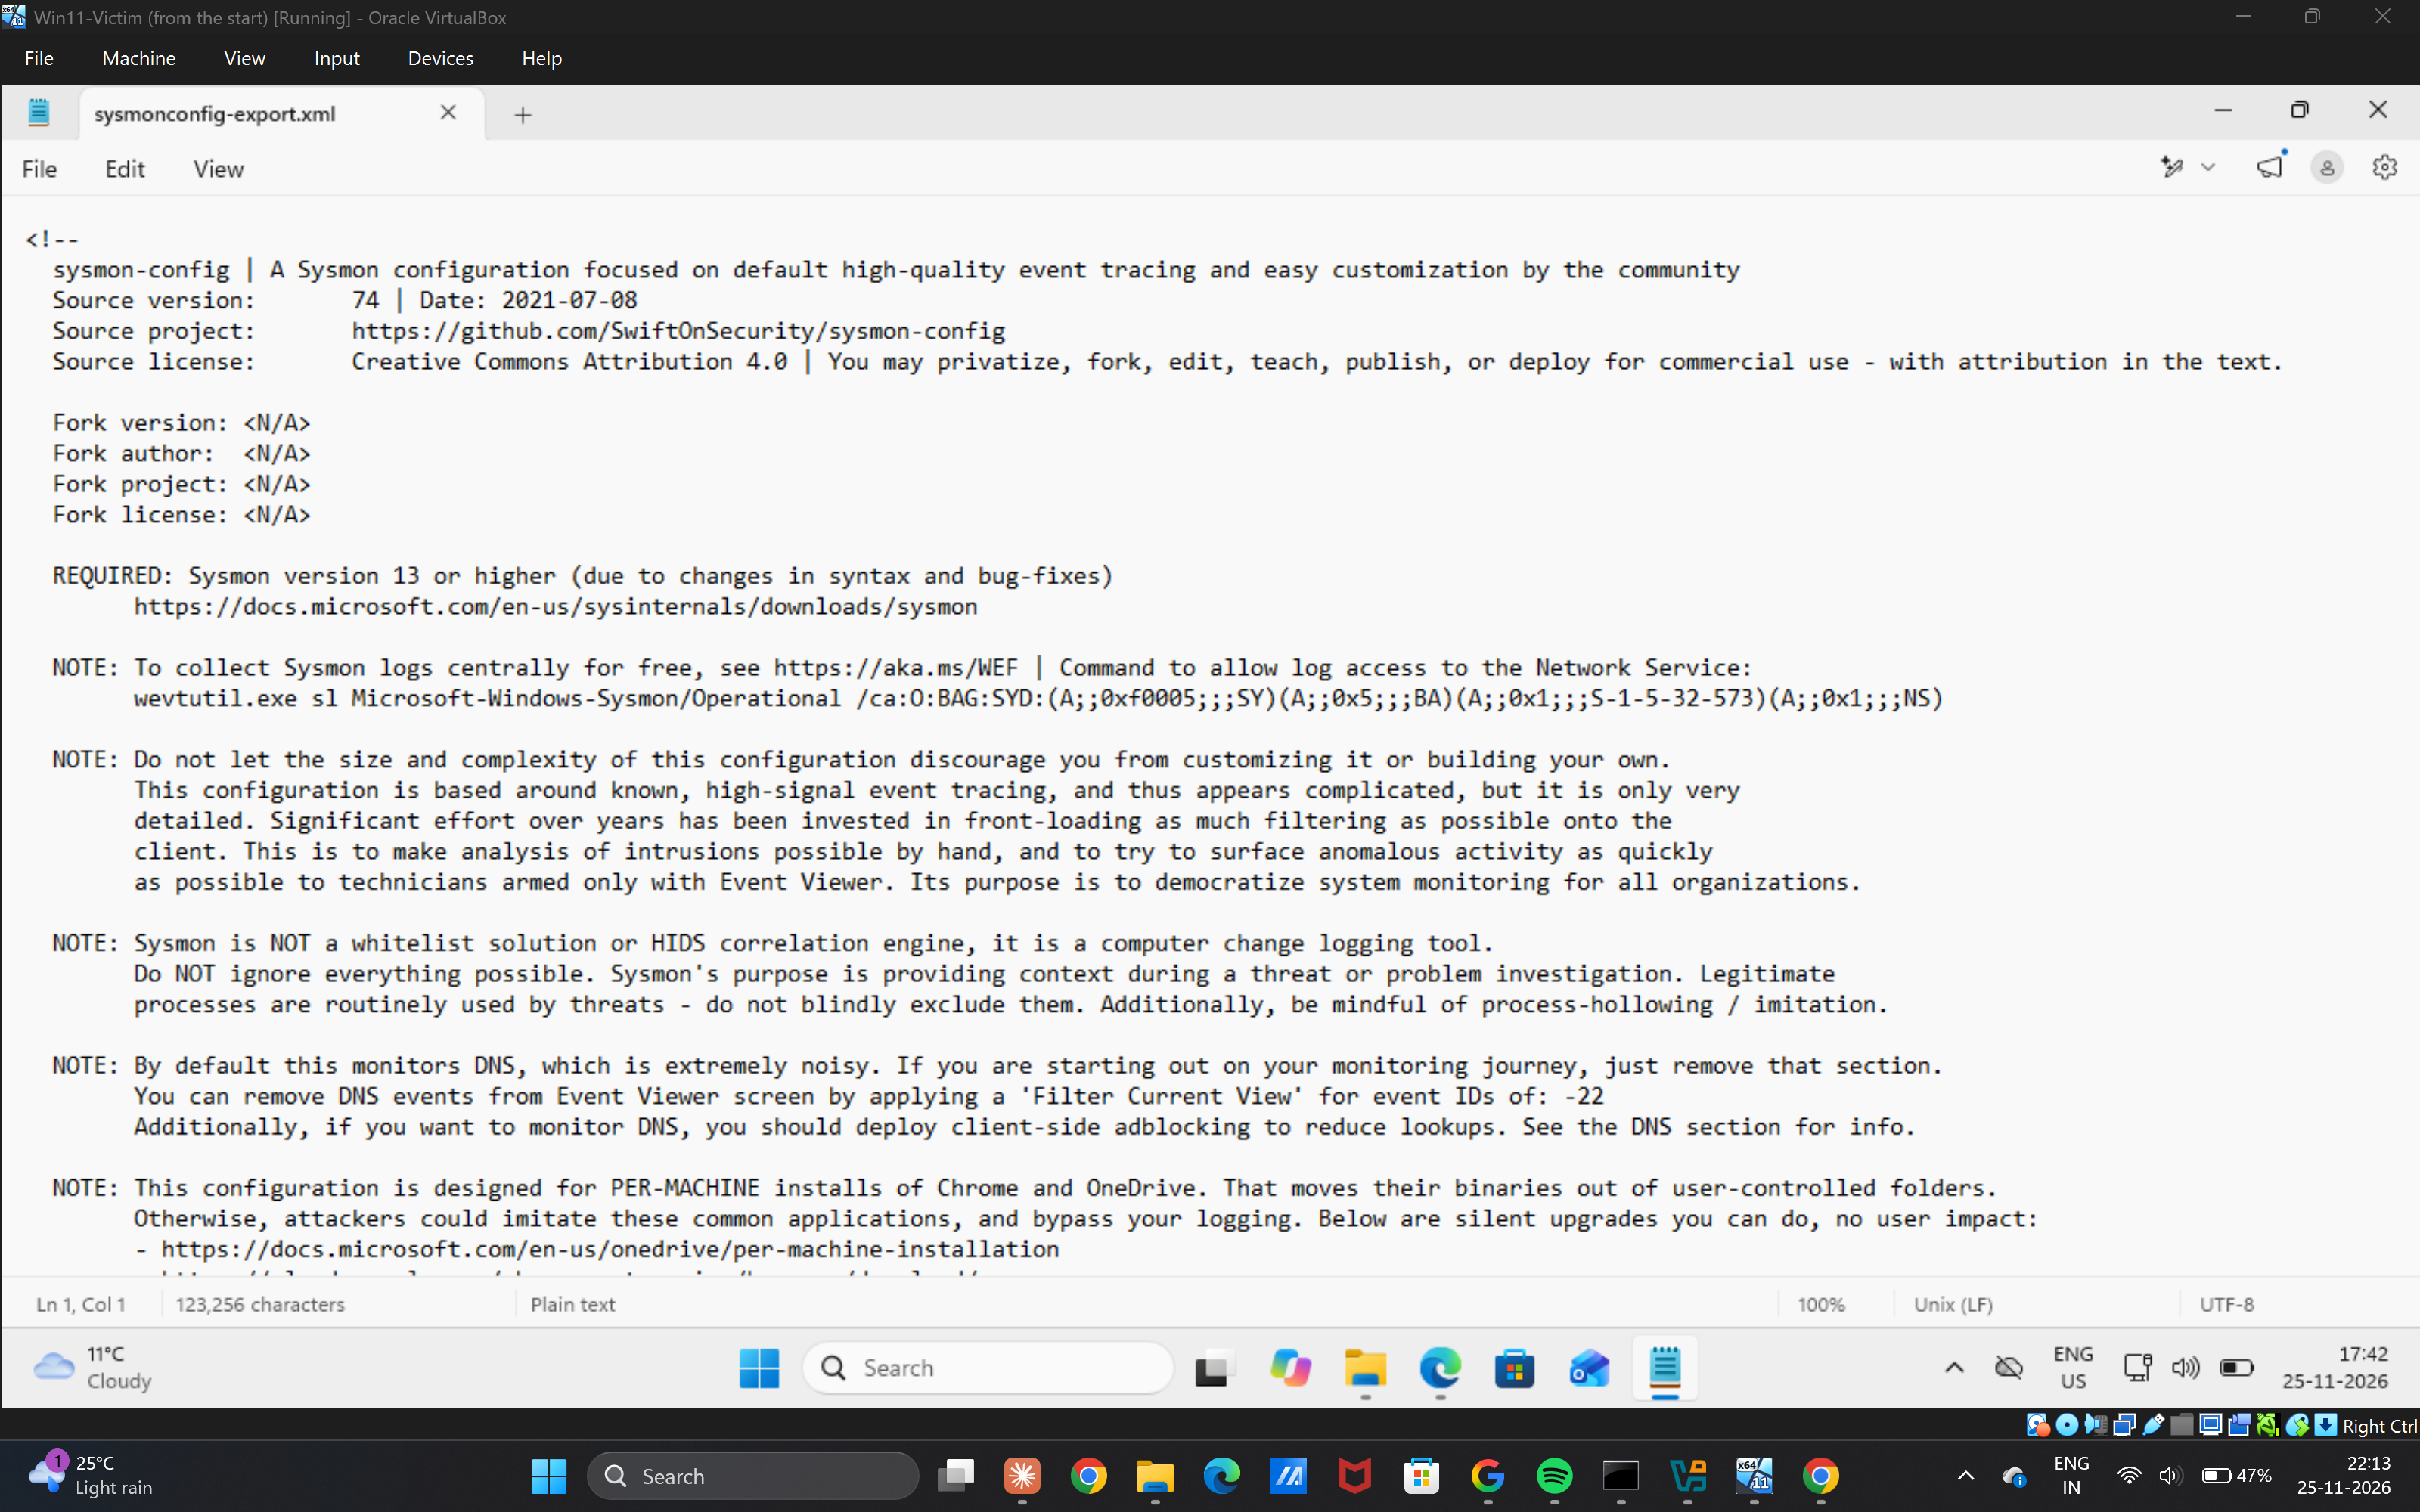 Win11-Victim (from the start) [Running] - Oracle VirtualBox
File Machine View Input Devices Help
sysmonconfig-export.xml
File Edit View
<!--
sysmon-config | A Sysmon configuration focused on default high-quality event tracing and easy customization by the community
Source version: 74 | Date: 2021-07-08
Source project: https://github.com/SwiftOnSecurity/sysmon-config
Source license: Creative Commons Attribution 4.0 | You may privatize, fork, edit, teach, publish, or deploy for commercial use - with attribution in the text.
Fork version: <N/A>
Fork author: <N/A>
Fork project: <N/A>
Fork license: <N/A>
REQUIRED: Sysmon version 13 or higher (due to changes in syntax and bug-fixes)
https://docs.microsoft.com/en-us/sysinternals/downloads/sysmon
NOTE: To collect Sysmon logs centrally for free, see https://aka.ms/WEF | Command to allow log access to the Network Service:
wevtutil.exe sl Microsoft-Windows-Sysmon/Operational /ca:O:BAG:SYD:(A;;0xf0005;;;SY)(A;;0x5;;;BA)(A;;0x1;;;S-1-5-32-573)(A;;0x1;;;NS)
NOTE: Do not let the size and complexity of this configuration discourage you from customizing it or building your own.
This configuration is based around known, high-signal event tracing, and thus appears complicated, but it is only very
detailed. Significant effort over years has been invested in front-loading as much filtering as possible onto the
client. This is to make analysis of intrusions possible by hand, and to try to surface anomalous activity as quickly
as possible to technicians armed only with Event Viewer. Its purpose is to democratize system monitoring for all organizations.
NOTE: Sysmon is NOT a whitelist solution or HIDS correlation engine, it is a computer change logging tool.
Do NOT ignore everything possible. Sysmon's purpose is providing context during a threat or problem investigation. Legitimate
processes are routinely used by threats - do not blindly exclude them. Additionally, be mindful of process-hollowing / imitation.
NOTE: By default this monitors DNS, which is extremely noisy. If you are starting out on your monitoring journey, just remove that section.
You can remove DNS events from Event Viewer screen by applying a 'Filter Current View' for event IDs of: -22
Additionally, if you want to monitor DNS, you should deploy client-side adblocking to reduce lookups. See the DNS section for info.
NOTE: This configuration is designed for PER-MACHINE installs of Chrome and OneDrive. That moves their binaries out of user-controlled folders.
Otherwise, attackers could imitate these common applications, and bypass your logging. Below are silent upgrades you can do, no user impact:
- https://docs.microsoft.com/en-us/onedrive/per-machine-installation
Ln 1, Col 1 123,256 characters Plain text 100% Unix (LF) UTF-8
11°C
Cloudy
Search
ENG
US
17:42
25-11-2026
Right Ctrl
1
25°C
Light rain
Search
x64
11
ENG
IN
47%
22:13
25-11-2026